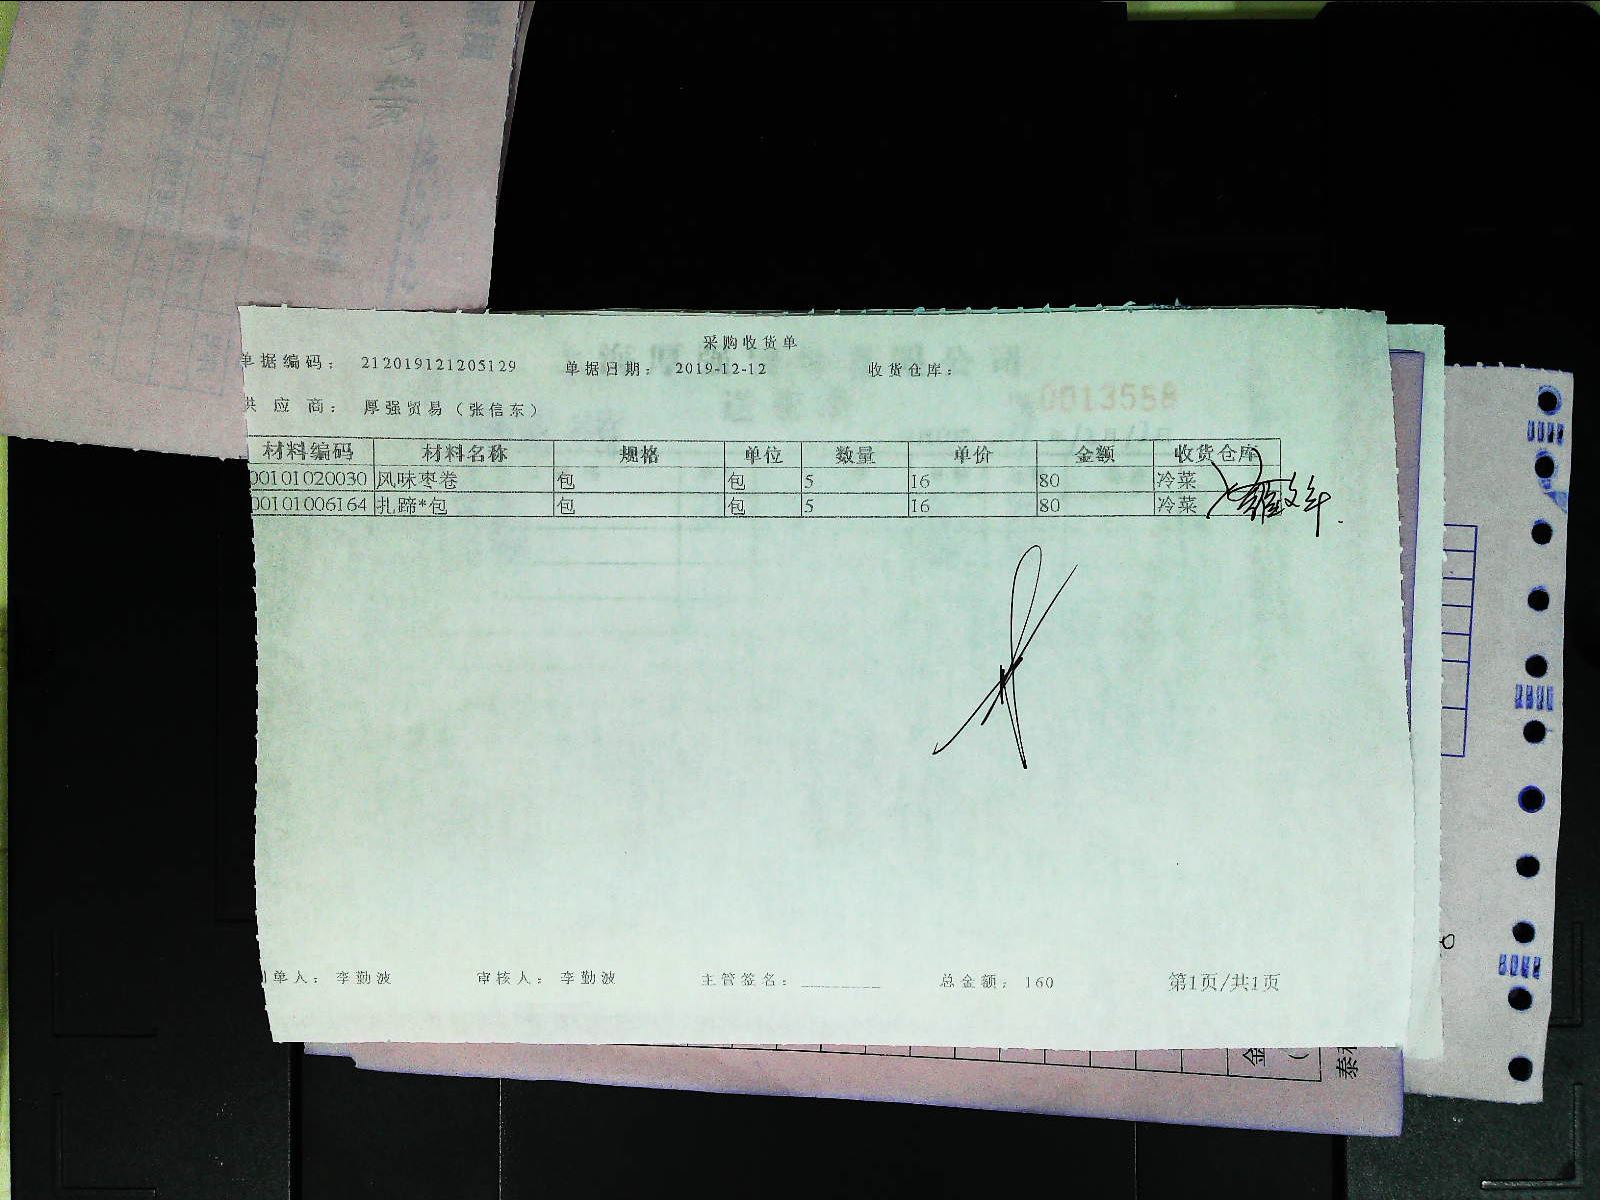 采购收货单
单据编码： 212019121205129 单据日期： 2019-12-12 收货仓库：
供 应 商： 厚强贸易（张信东）
0013558
材料编码 材料名称 规格 单位 数量 单价 金额 收货仓库
00101020030 风味枣卷 包 包 5 16 80 冷菜
00101006164 扎蹄*包 包 包 5 16 80 冷菜
单人： 李勤波 审核人： 李勤波 主管签名： 总金额： 160 第1页/共1页
金
泰